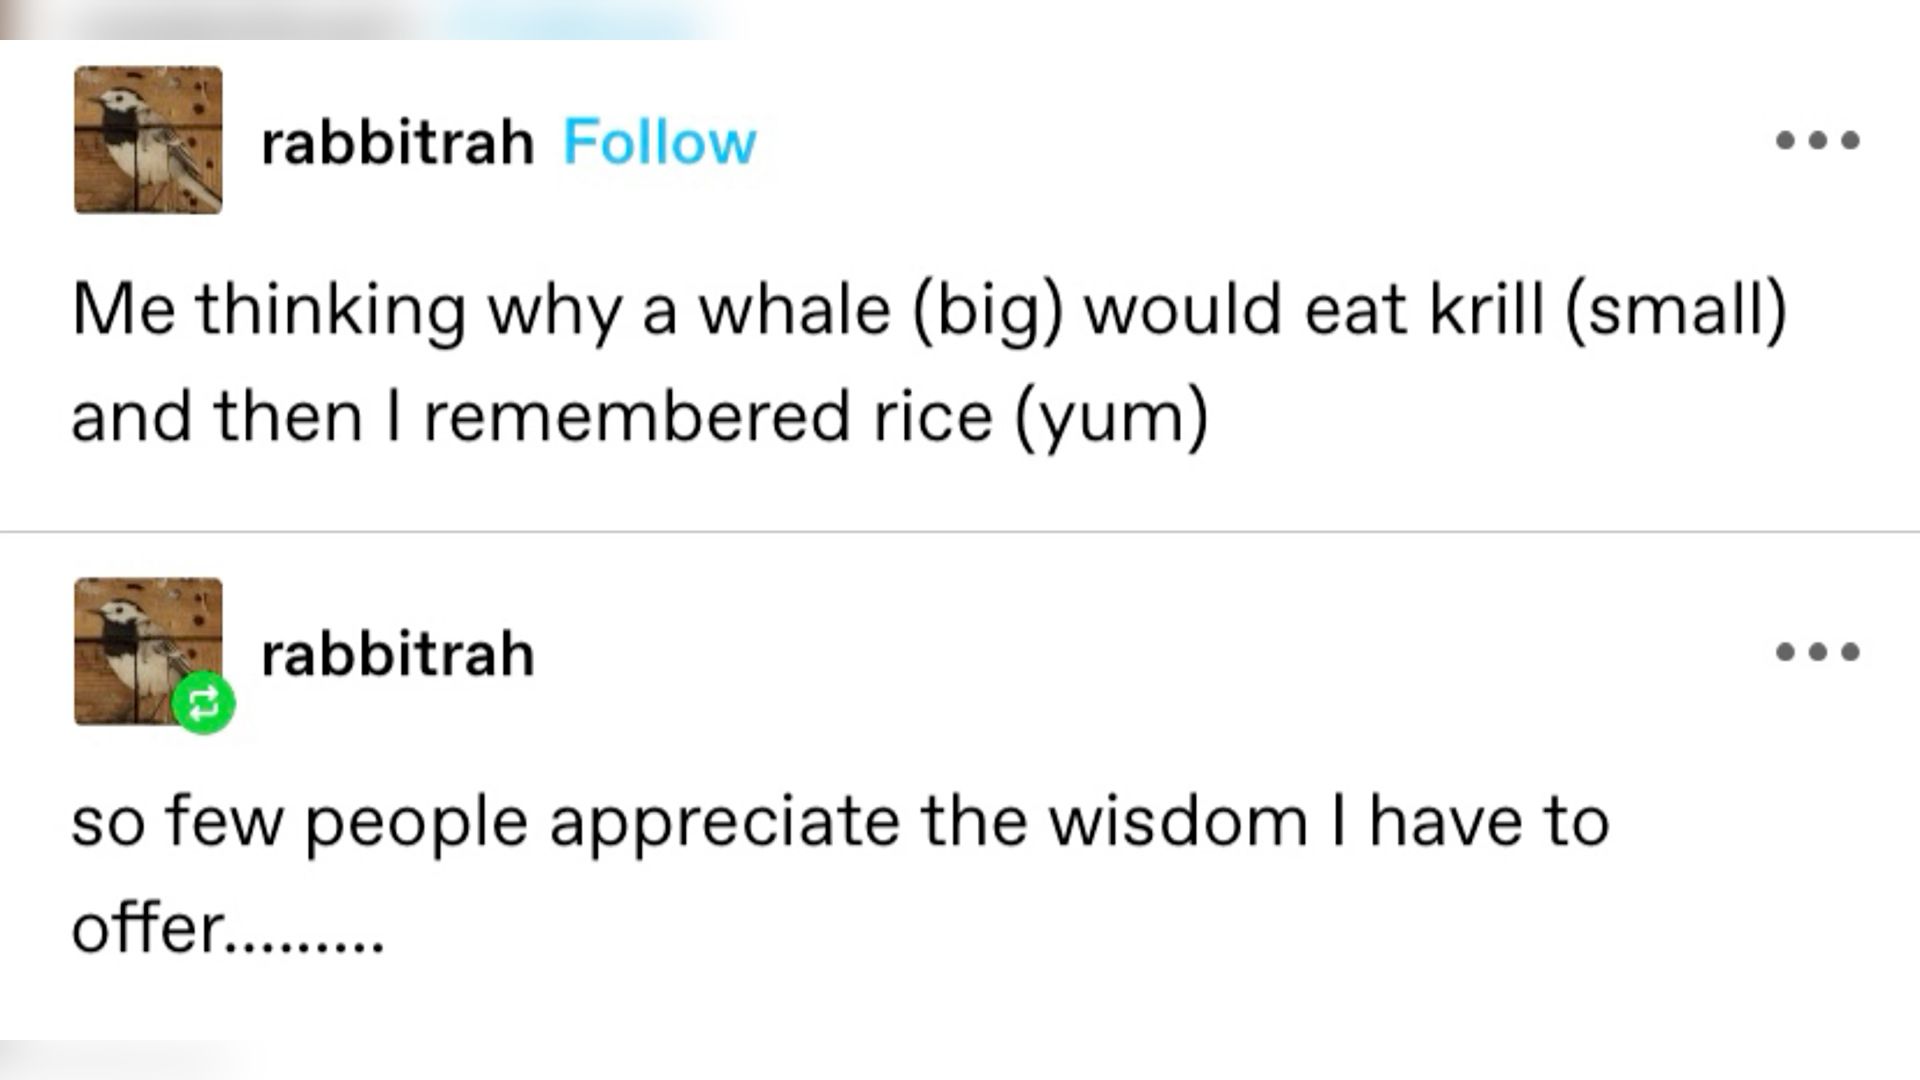 rabbitrah Follow
Me thinking why a whale (big) would eat krill (small)
and then I remembered rice (yum)
rabbitrah
so few people appreciate the wisdom I have to
offer.........